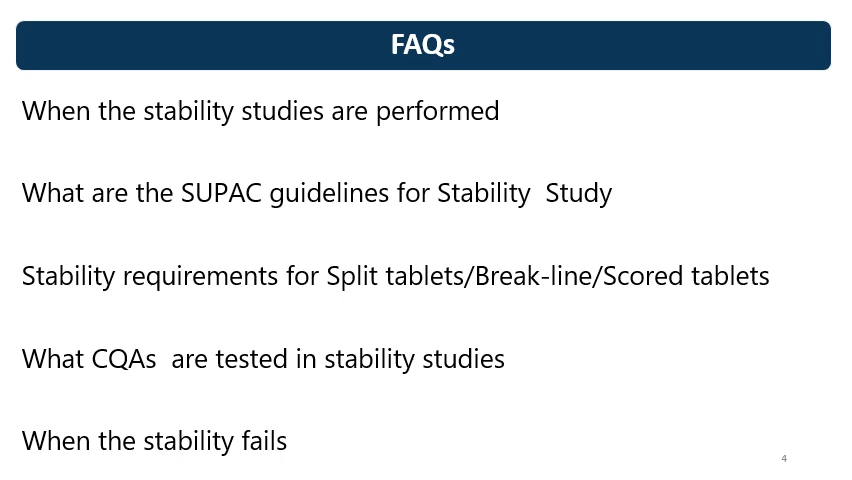 FAQs
When the stability studies are performed
What are the SUPAC guidelines for Stability  Study
Stability requirements for Split tablets/Break-line/Scored tablets
What CQAs  are tested in stability studies
When the stability fails
4